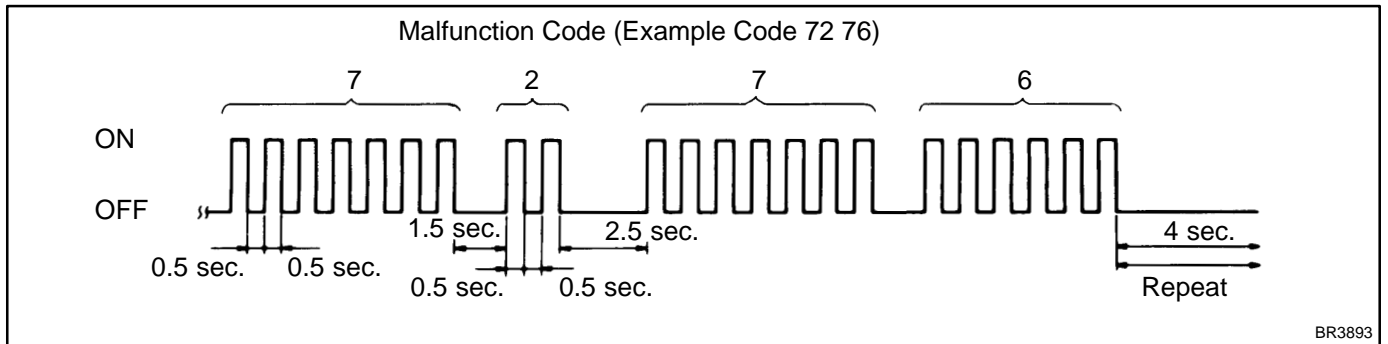 Malfunction Code (Example Code 72 76)
7 2 7 6
ON
OFF
1.5 sec. 2.5 sec. 4 sec.
0.5 sec. 0.5 sec. 0.5 sec. 0.5 sec. Repeat
BR3893